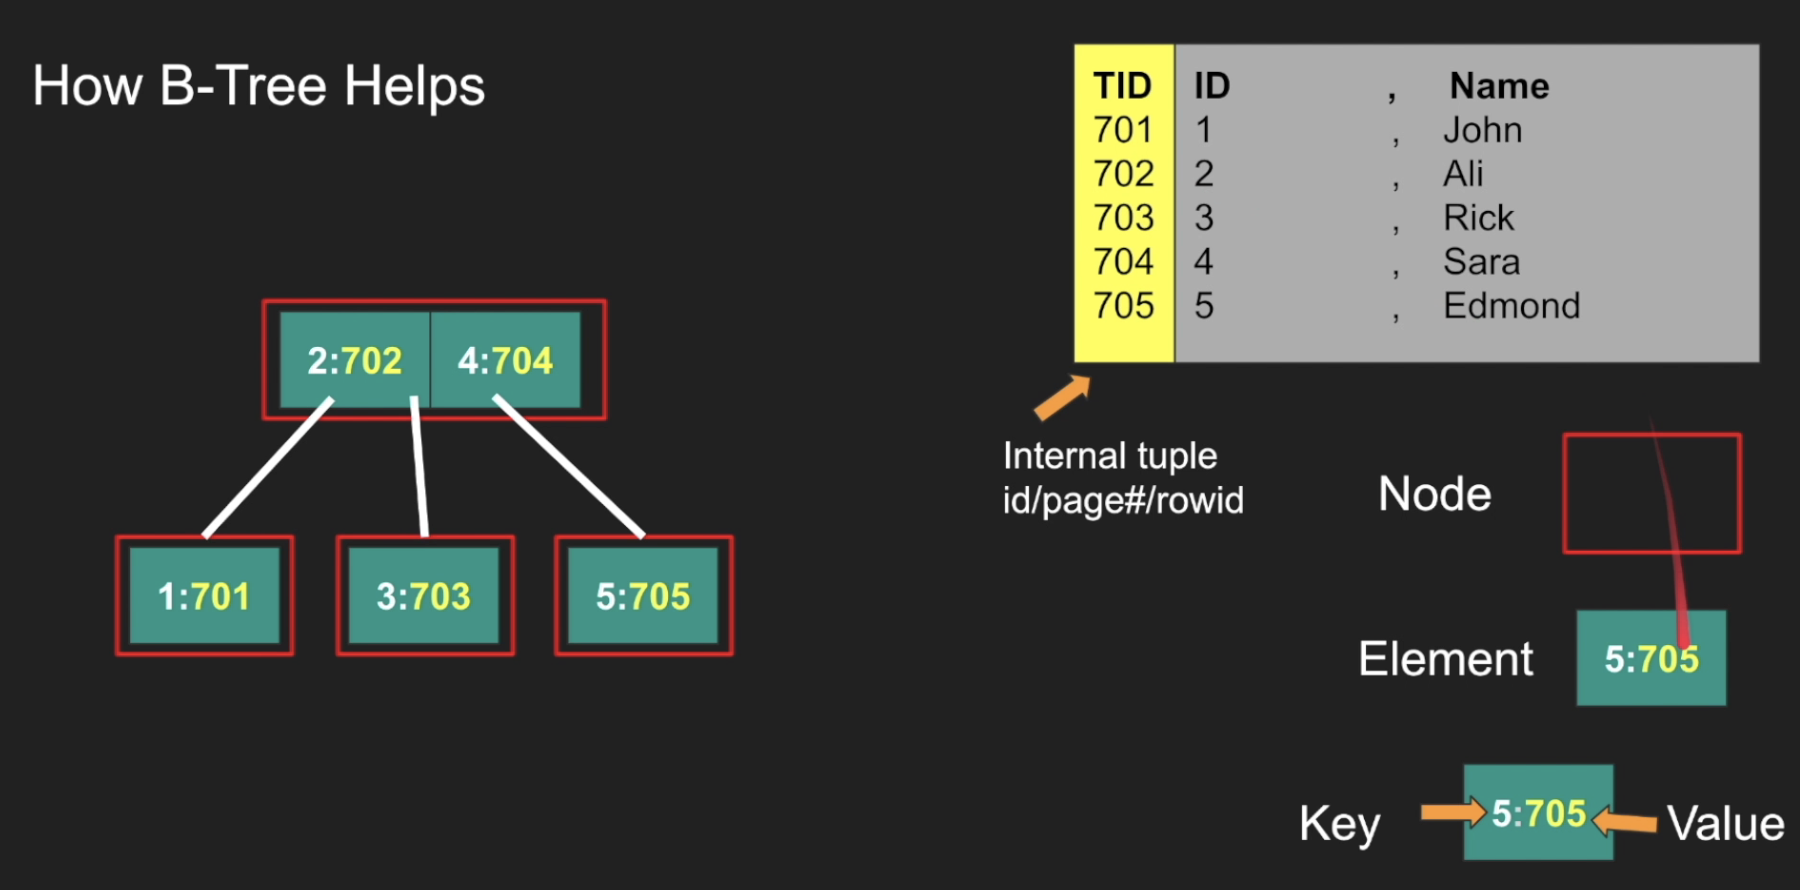 How B-Tree Helps
TID ID , Name
701 1 , John
702 2 , Ali
703 3 , Rick
704 4 , Sara
705 5 , Edmond
2:702 4:704
1:701 3:703 5:705
Internal tuple
id/page#/rowid
Node
Element 5:705
Key 5:705 Value